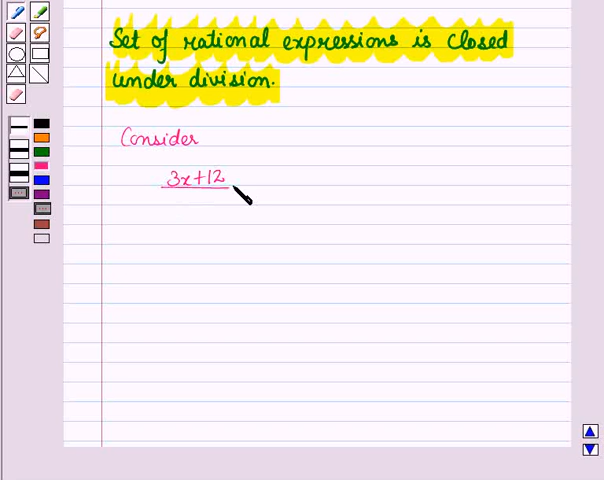 Set of rational expressions is closed
under division.
Consider
3x+12